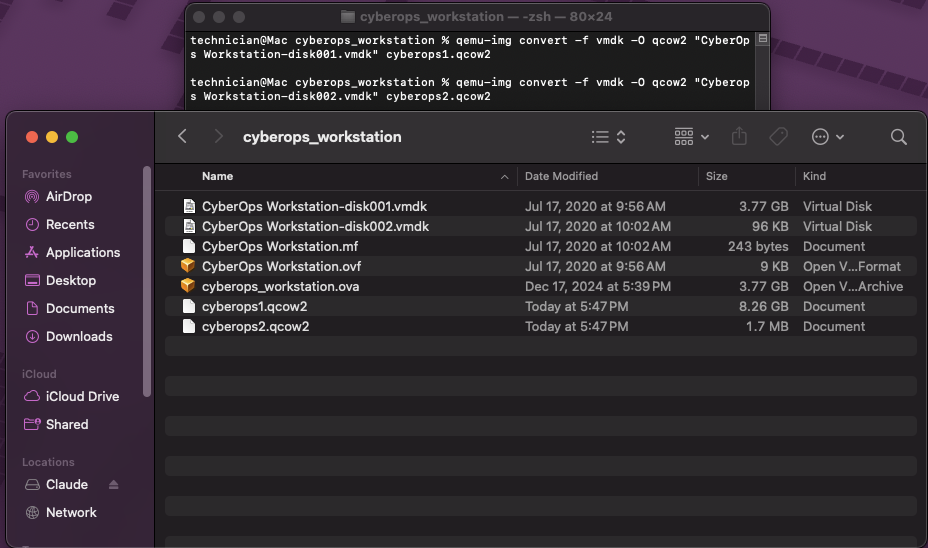 cyberops_workstation — -zsh — 80×24
technician@Mac cyberops_workstation % qemu-img convert -f vmdk -O qcow2 "CyberOp
s Workstation-disk001.vmdk" cyberops1.qcow2
technician@Mac cyberops_workstation % qemu-img convert -f vmdk -O qcow2 "Cyberop
s Workstation-disk002.vmdk" cyberops2.qcow2
cyberops_workstation
Favorites
AirDrop
Recents
Applications
Desktop
Documents
Downloads
iCloud
iCloud Drive
Shared
Locations
Claude
Network
Name Date Modified Size Kind
CyberOps Workstation-disk001.vmdk Jul 17, 2020 at 9:56 AM 3.77 GB Virtual Disk
CyberOps Workstation-disk002.vmdk Jul 17, 2020 at 10:02 AM 96 KB Virtual Disk
CyberOps Workstation.mf Jul 17, 2020 at 10:02 AM 243 bytes Document
CyberOps Workstation.ovf Jul 17, 2020 at 9:56 AM 9 KB Open V...Format
cyberops_workstation.ova Dec 17, 2024 at 5:39 PM 3.77 GB Open V...Archive
cyberops1.qcow2 Today at 5:47 PM 8.26 GB Document
cyberops2.qcow2 Today at 5:47 PM 1.7 MB Document